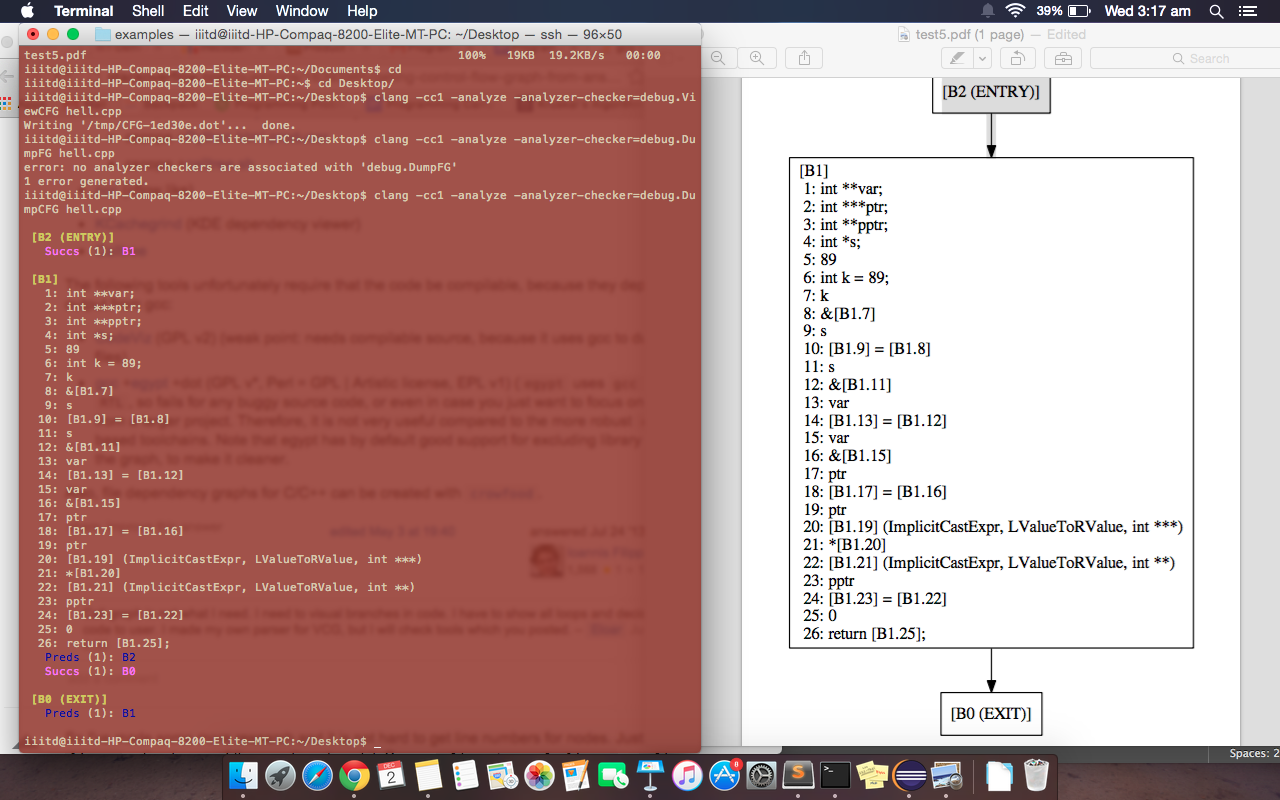 Terminal Shell Edit View Window Help 39% Wed 3:17 am
examples — iiitd@iiitd-HP-Compaq-8200-Elite-MT-PC: ~/Desktop — ssh — 96×50
test5.pdf 100% 19KB 19.2KB/s 00:00
iiitd@iiitd-HP-Compaq-8200-Elite-MT-PC:~/Documents$ cd
iiitd@iiitd-HP-Compaq-8200-Elite-MT-PC:~$ cd Desktop/
iiitd@iiitd-HP-Compaq-8200-Elite-MT-PC:~/Desktop$ clang -cc1 -analyze -analyzer-checker=debug.Vi
ewCFG hell.cpp
Writing '/tmp/CFG-1ed30e.dot'... done.
iiitd@iiitd-HP-Compaq-8200-Elite-MT-PC:~/Desktop$ clang -cc1 -analyze -analyzer-checker=debug.Du
mpFG hell.cpp
error: no analyzer checkers are associated with 'debug.DumpFG'
1 error generated.
iiitd@iiitd-HP-Compaq-8200-Elite-MT-PC:~/Desktop$ clang -cc1 -analyze -analyzer-checker=debug.Du
mpCFG hell.cpp
[B2 (ENTRY)]
Succs (1): B1
[B1]
1: int **var;
2: int ***ptr;
3: int **pptr;
4: int *s;
5: 89
6: int k = 89;
7: k
8: &[B1.7]
9: s
10: [B1.9] = [B1.8]
11: s
12: &[B1.11]
13: var
14: [B1.13] = [B1.12]
15: var
16: &[B1.15]
17: ptr
18: [B1.17] = [B1.16]
19: ptr
20: [B1.19] (ImplicitCastExpr, LValueToRValue, int ***)
21: *[B1.20]
22: [B1.21] (ImplicitCastExpr, LValueToRValue, int **)
23: pptr
24: [B1.23] = [B1.22]
25: 0
26: return [B1.25];
Preds (1): B2
Succs (1): B0
[B0 (EXIT)]
Preds (1): B1
iiitd@iiitd-HP-Compaq-8200-Elite-MT-PC:~/Desktop$
test5.pdf (1 page) — Edited
Search
[B2 (ENTRY)]
[B1]
1: int **var;
2: int ***ptr;
3: int **pptr;
4: int *s;
5: 89
6: int k = 89;
7: k
8: &[B1.7]
9: s
10: [B1.9] = [B1.8]
11: s
12: &[B1.11]
13: var
14: [B1.13] = [B1.12]
15: var
16: &[B1.15]
17: ptr
18: [B1.17] = [B1.16]
19: ptr
20: [B1.19] (ImplicitCastExpr, LValueToRValue, int ***)
21: *[B1.20]
22: [B1.21] (ImplicitCastExpr, LValueToRValue, int **)
23: pptr
24: [B1.23] = [B1.22]
25: 0
26: return [B1.25];
[B0 (EXIT)]
Spaces: 2
DEC
2
8